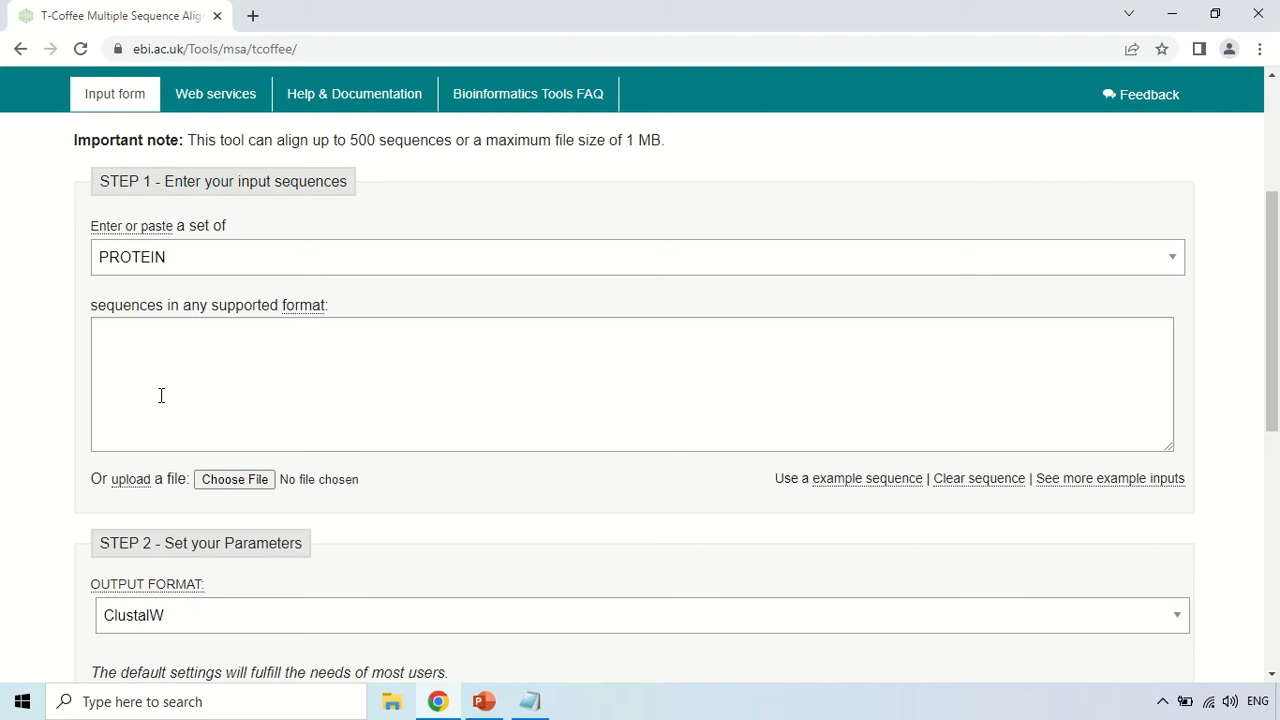 T-Coffee Multiple Sequence Alig
ebi.ac.uk/Tools/msa/tcoffee/
Input form
Web services
Help & Documentation
Bioinformatics Tools FAQ
Feedback
Important note: This tool can align up to 500 sequences or a maximum file size of 1 MB.
STEP 1 - Enter your input sequences
Enter or paste a set of
PROTEIN
sequences in any supported format:
Or upload a file: Choose File No file chosen
Use a example sequence | Clear sequence | See more example inputs
STEP 2 - Set your Parameters
OUTPUT FORMAT:
ClustalW
The default settings will fulfill the needs of most users.
Type here to search
ENG